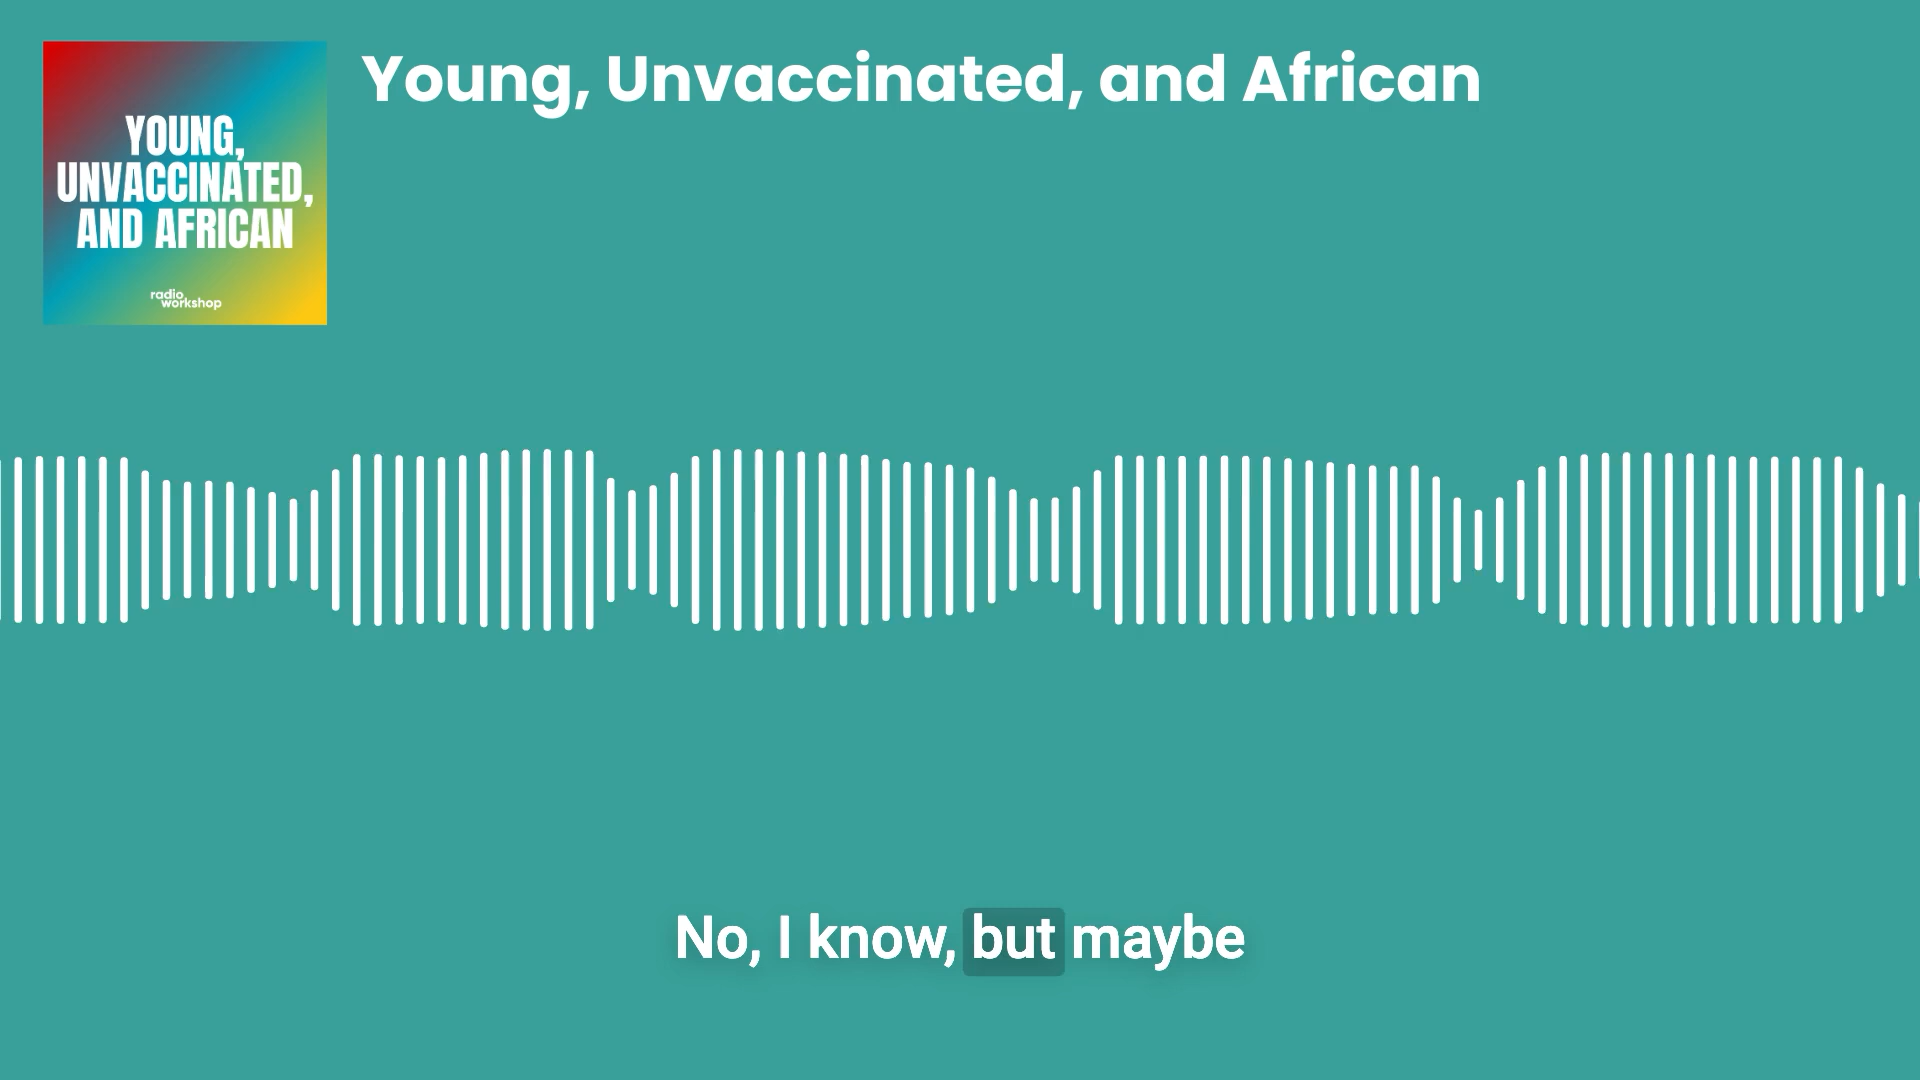 Young, Unvaccinated, and African
YOUNG,
UNVACCINATED,
AND AFRICAN
radio
workshop
No, I know, but maybe